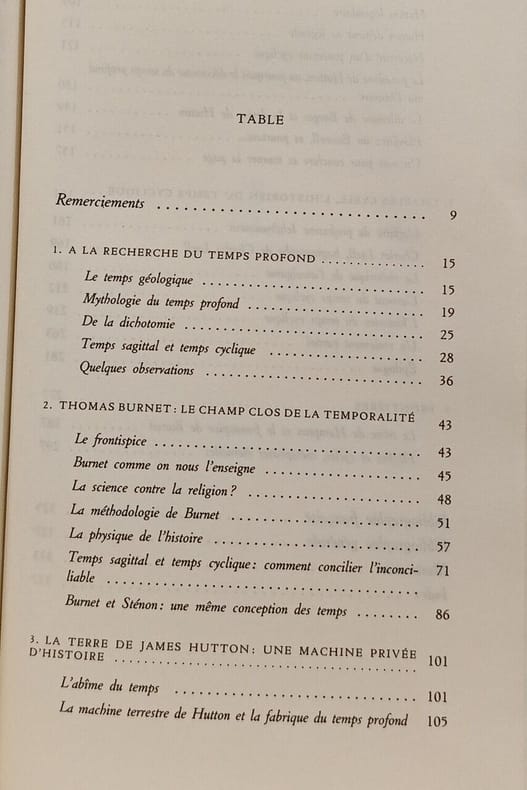 TABLE
Remerciements .............................. 9
1. A LA RECHERCHE DU TEMPS PROFOND ............. 15
Le temps géologique ......................... 15
Mythologie du temps profond .................... 19
De la dichotomie ........................... 25
Temps sagittal et temps cyclique .................. 28
Quelques observations ........................ 36
2. THOMAS BURNET : LE CHAMP CLOS DE LA TEMPORALITÉ 43
Le frontispice .............................. 43
Burnet comme on nous l'enseigne ................. 45
La science contre la religion ? ................... 48
La méthodologie de Burnet ..................... 51
La physique de l'histoire ....................... 57
Temps sagittal et temps cyclique : comment concilier l'inconci- 71
liable ...................................
Burnet et Sténon : une même conception des temps ........ 86
3. LA TERRE DE JAMES HUTTON : UNE MACHINE PRIVÉE
D'HISTOIRE .................................. 101
L'abîme du temps ........................... 101
La machine terrestre de Hutton et la fabrique du temps profond 105